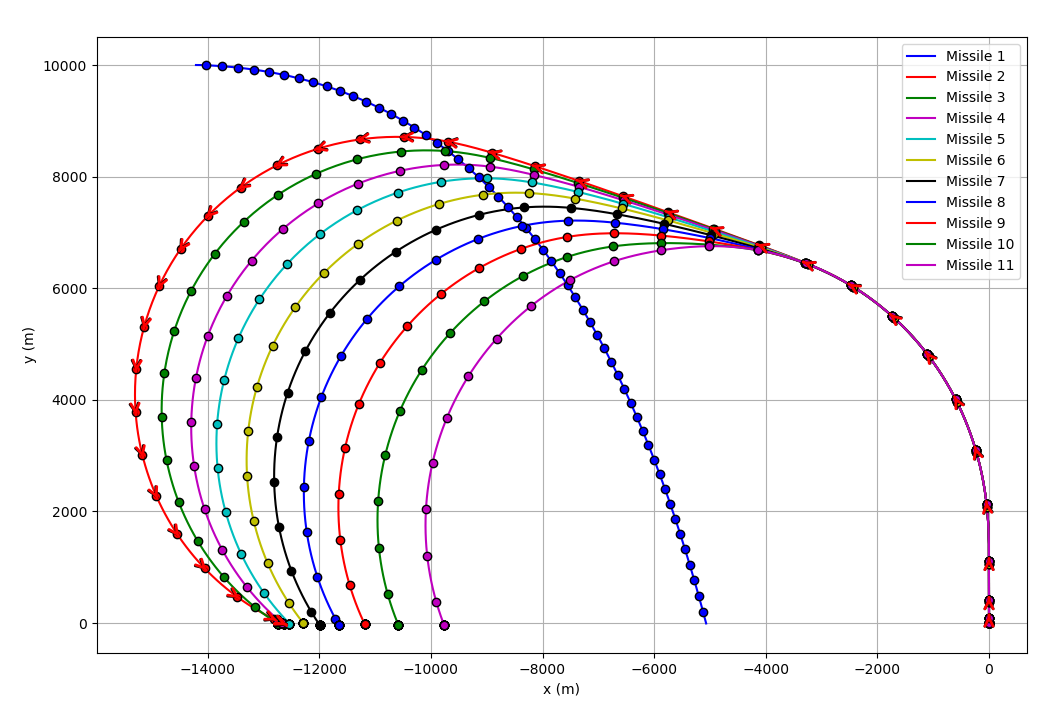 10000
8000
6000
4000
2000
0
y (m)
−14000
−12000
−10000
−8000
−6000
−4000
−2000
0
x (m)
Missile 1
Missile 2
Missile 3
Missile 4
Missile 5
Missile 6
Missile 7
Missile 8
Missile 9
Missile 10
Missile 11